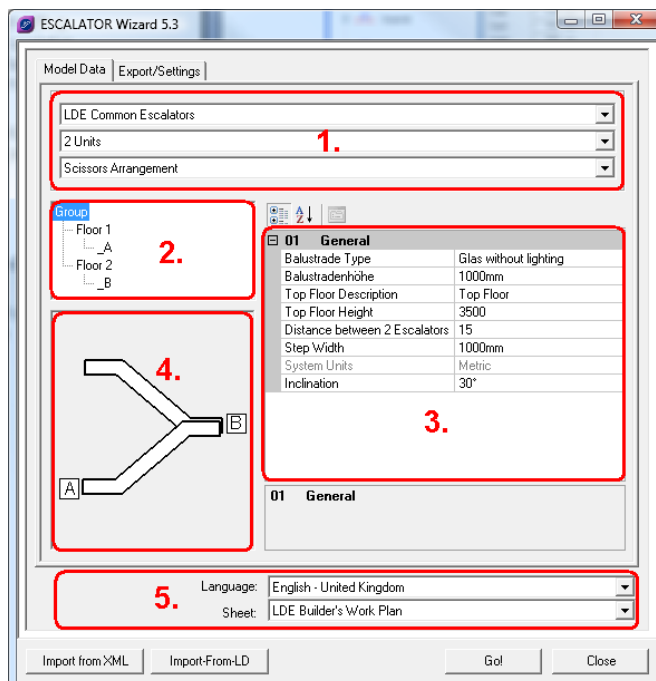 ESCALATOR Wizard 5.3
Model Data
Export/Settings
LDE Common Escalators
2 Units
1.
Scissors Arrangement
Group
Floor 1
_A
Floor 2
_B
2.
01 General
Balustrade Type Glas without lighting
Balustradenhöhe 1000mm
Top Floor Description Top Floor
Top Floor Height 3500
Distance between 2 Escalators 15
Step Width 1000mm
System Units Metric
Inclination 30°
3.
4.
B
A
01 General
5.
Language: English - United Kingdom
Sheet: LDE Builder's Work Plan
Import from XML
Import-From-LD
Go!
Close